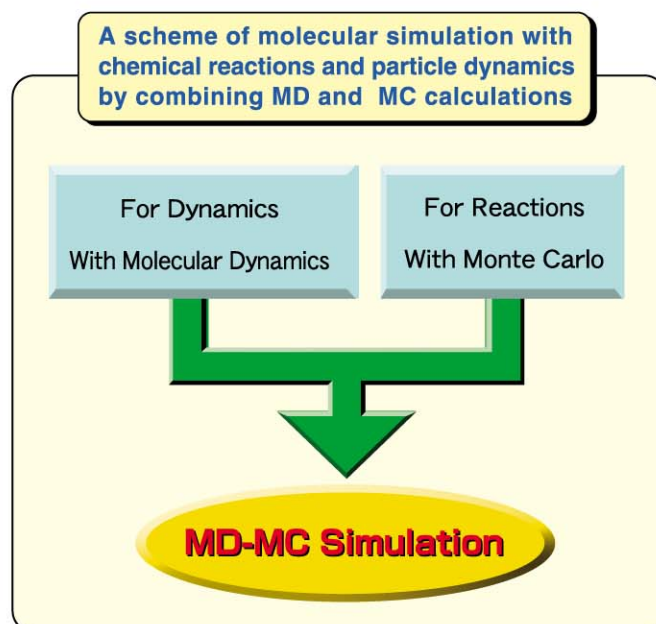 A scheme of molecular simulation with
chemical reactions and particle dynamics
by combining MD and MC calculations
For Dynamics
With Molecular Dynamics
For Reactions
With Monte Carlo
MD-MC Simulation